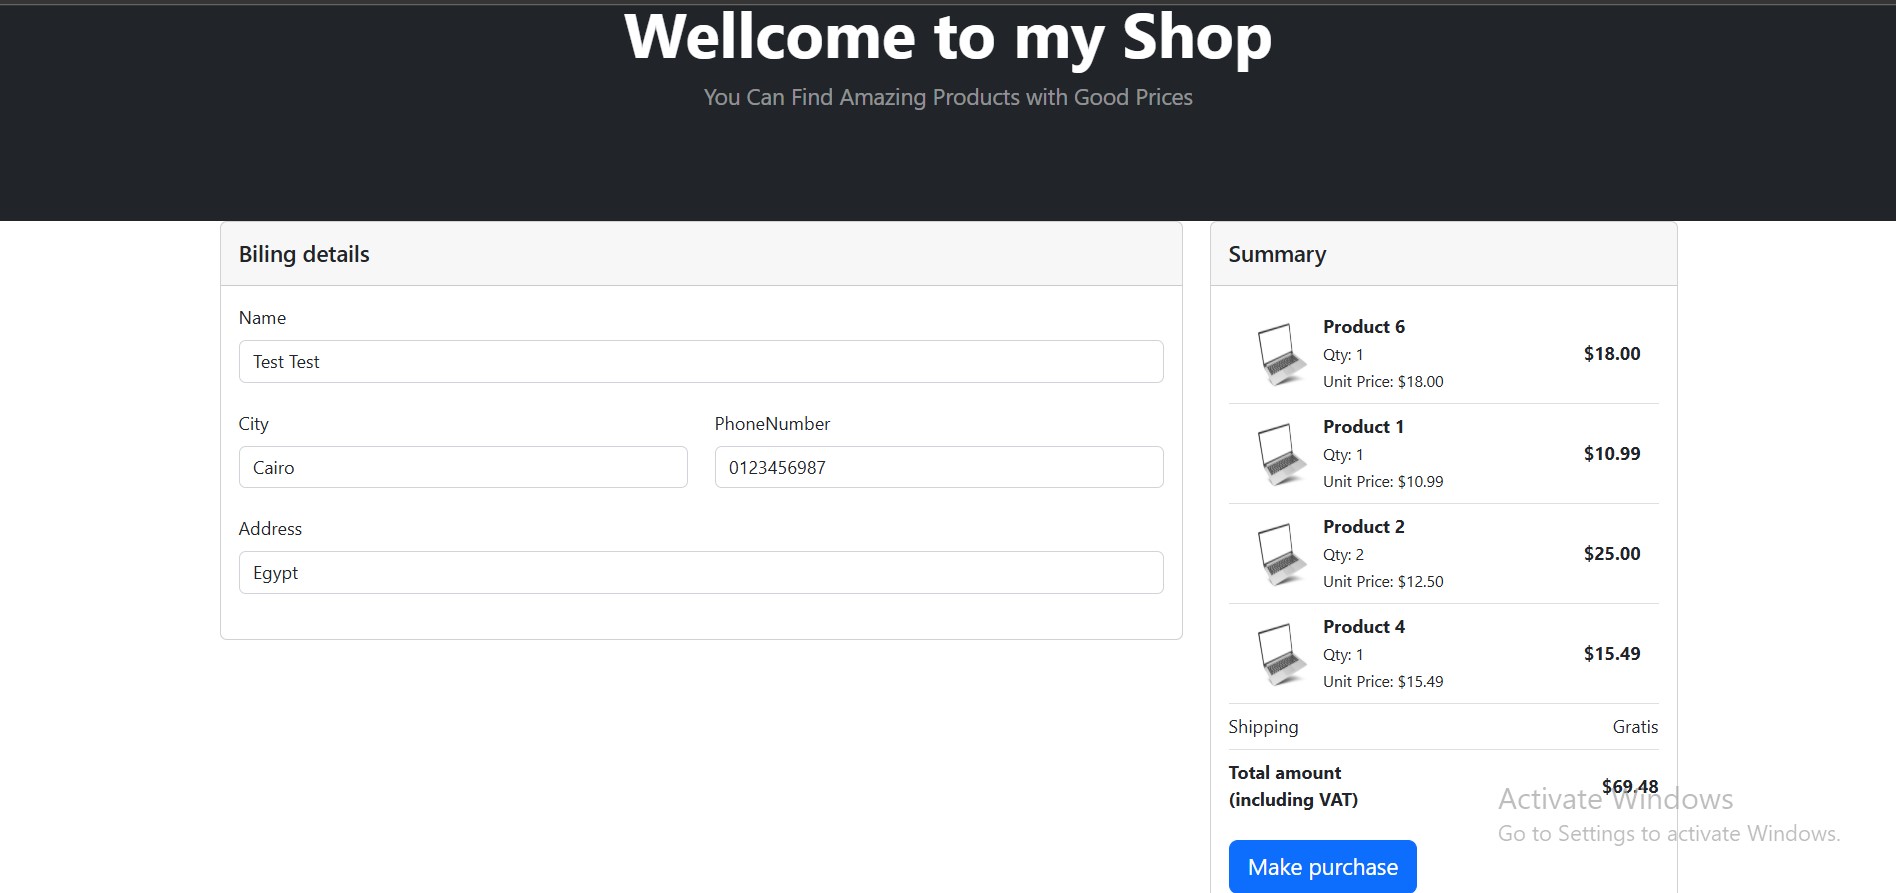 Wellcome to my Shop
You Can Find Amazing Products with Good Prices
Biling details
Name
Test Test
City
PhoneNumber
Cairo
0123456987
Address
Egypt
Summary
Product 6
Qty: 1
Unit Price: $18.00
$18.00
Product 1
Qty: 1
Unit Price: $10.99
$10.99
Product 2
Qty: 2
Unit Price: $12.50
$25.00
Product 4
Qty: 1
Unit Price: $15.49
$15.49
Shipping
Gratis
Total amount
(including VAT)
$69.48
Make purchase
Activate Windows
Go to Settings to activate Windows.